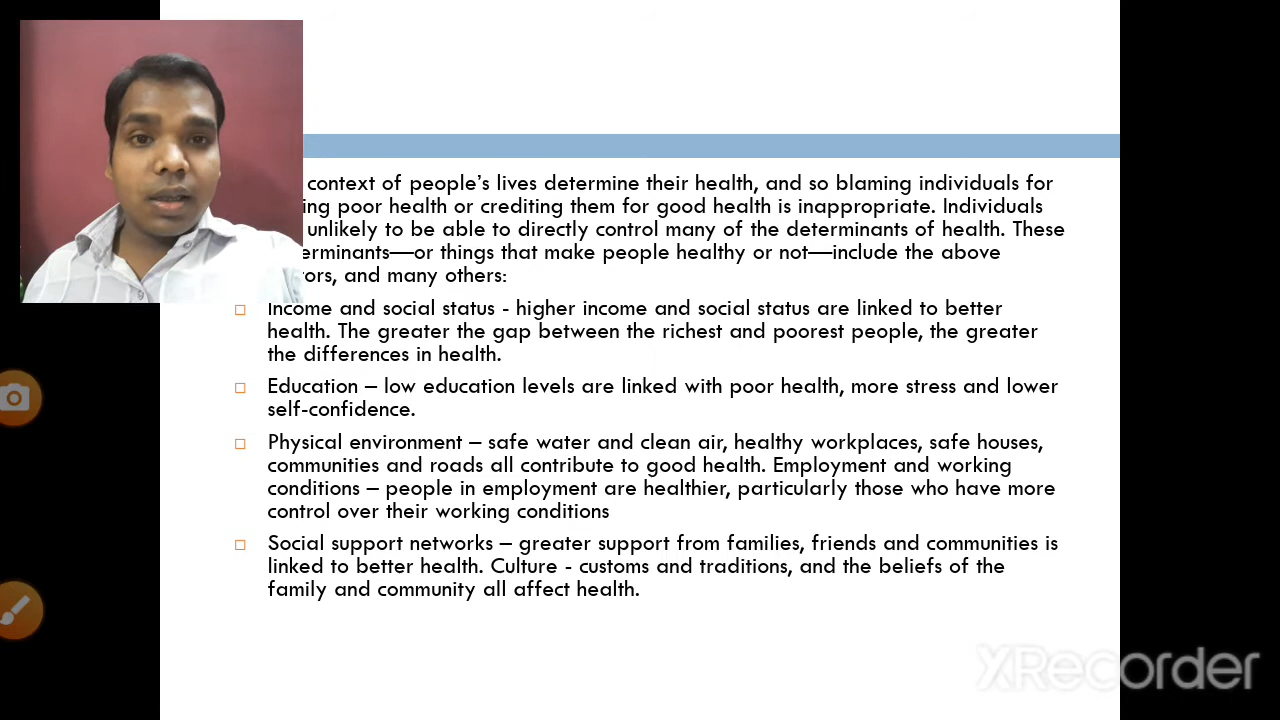 context of people's lives determine their health, and so blaming individuals for
poor health or crediting them for good health is inappropriate. Individuals
unlikely to be able to directly control many of the determinants of health. These
—or things that make people healthy or not—include the above
and many others:
Income and social status - higher income and social status are linked to better
health. The greater the gap between the richest and poorest people, the greater
the differences in health.
Education – low education levels are linked with poor health, more stress and lower
self-confidence.
Physical environment – safe water and clean air, healthy workplaces, safe houses,
communities and roads all contribute to good health. Employment and working
conditions – people in employment are healthier, particularly those who have more
control over their working conditions
Social support networks – greater support from families, friends and communities is
linked to better health. Culture - customs and traditions, and the beliefs of the
family and community all affect health.
XRecorder